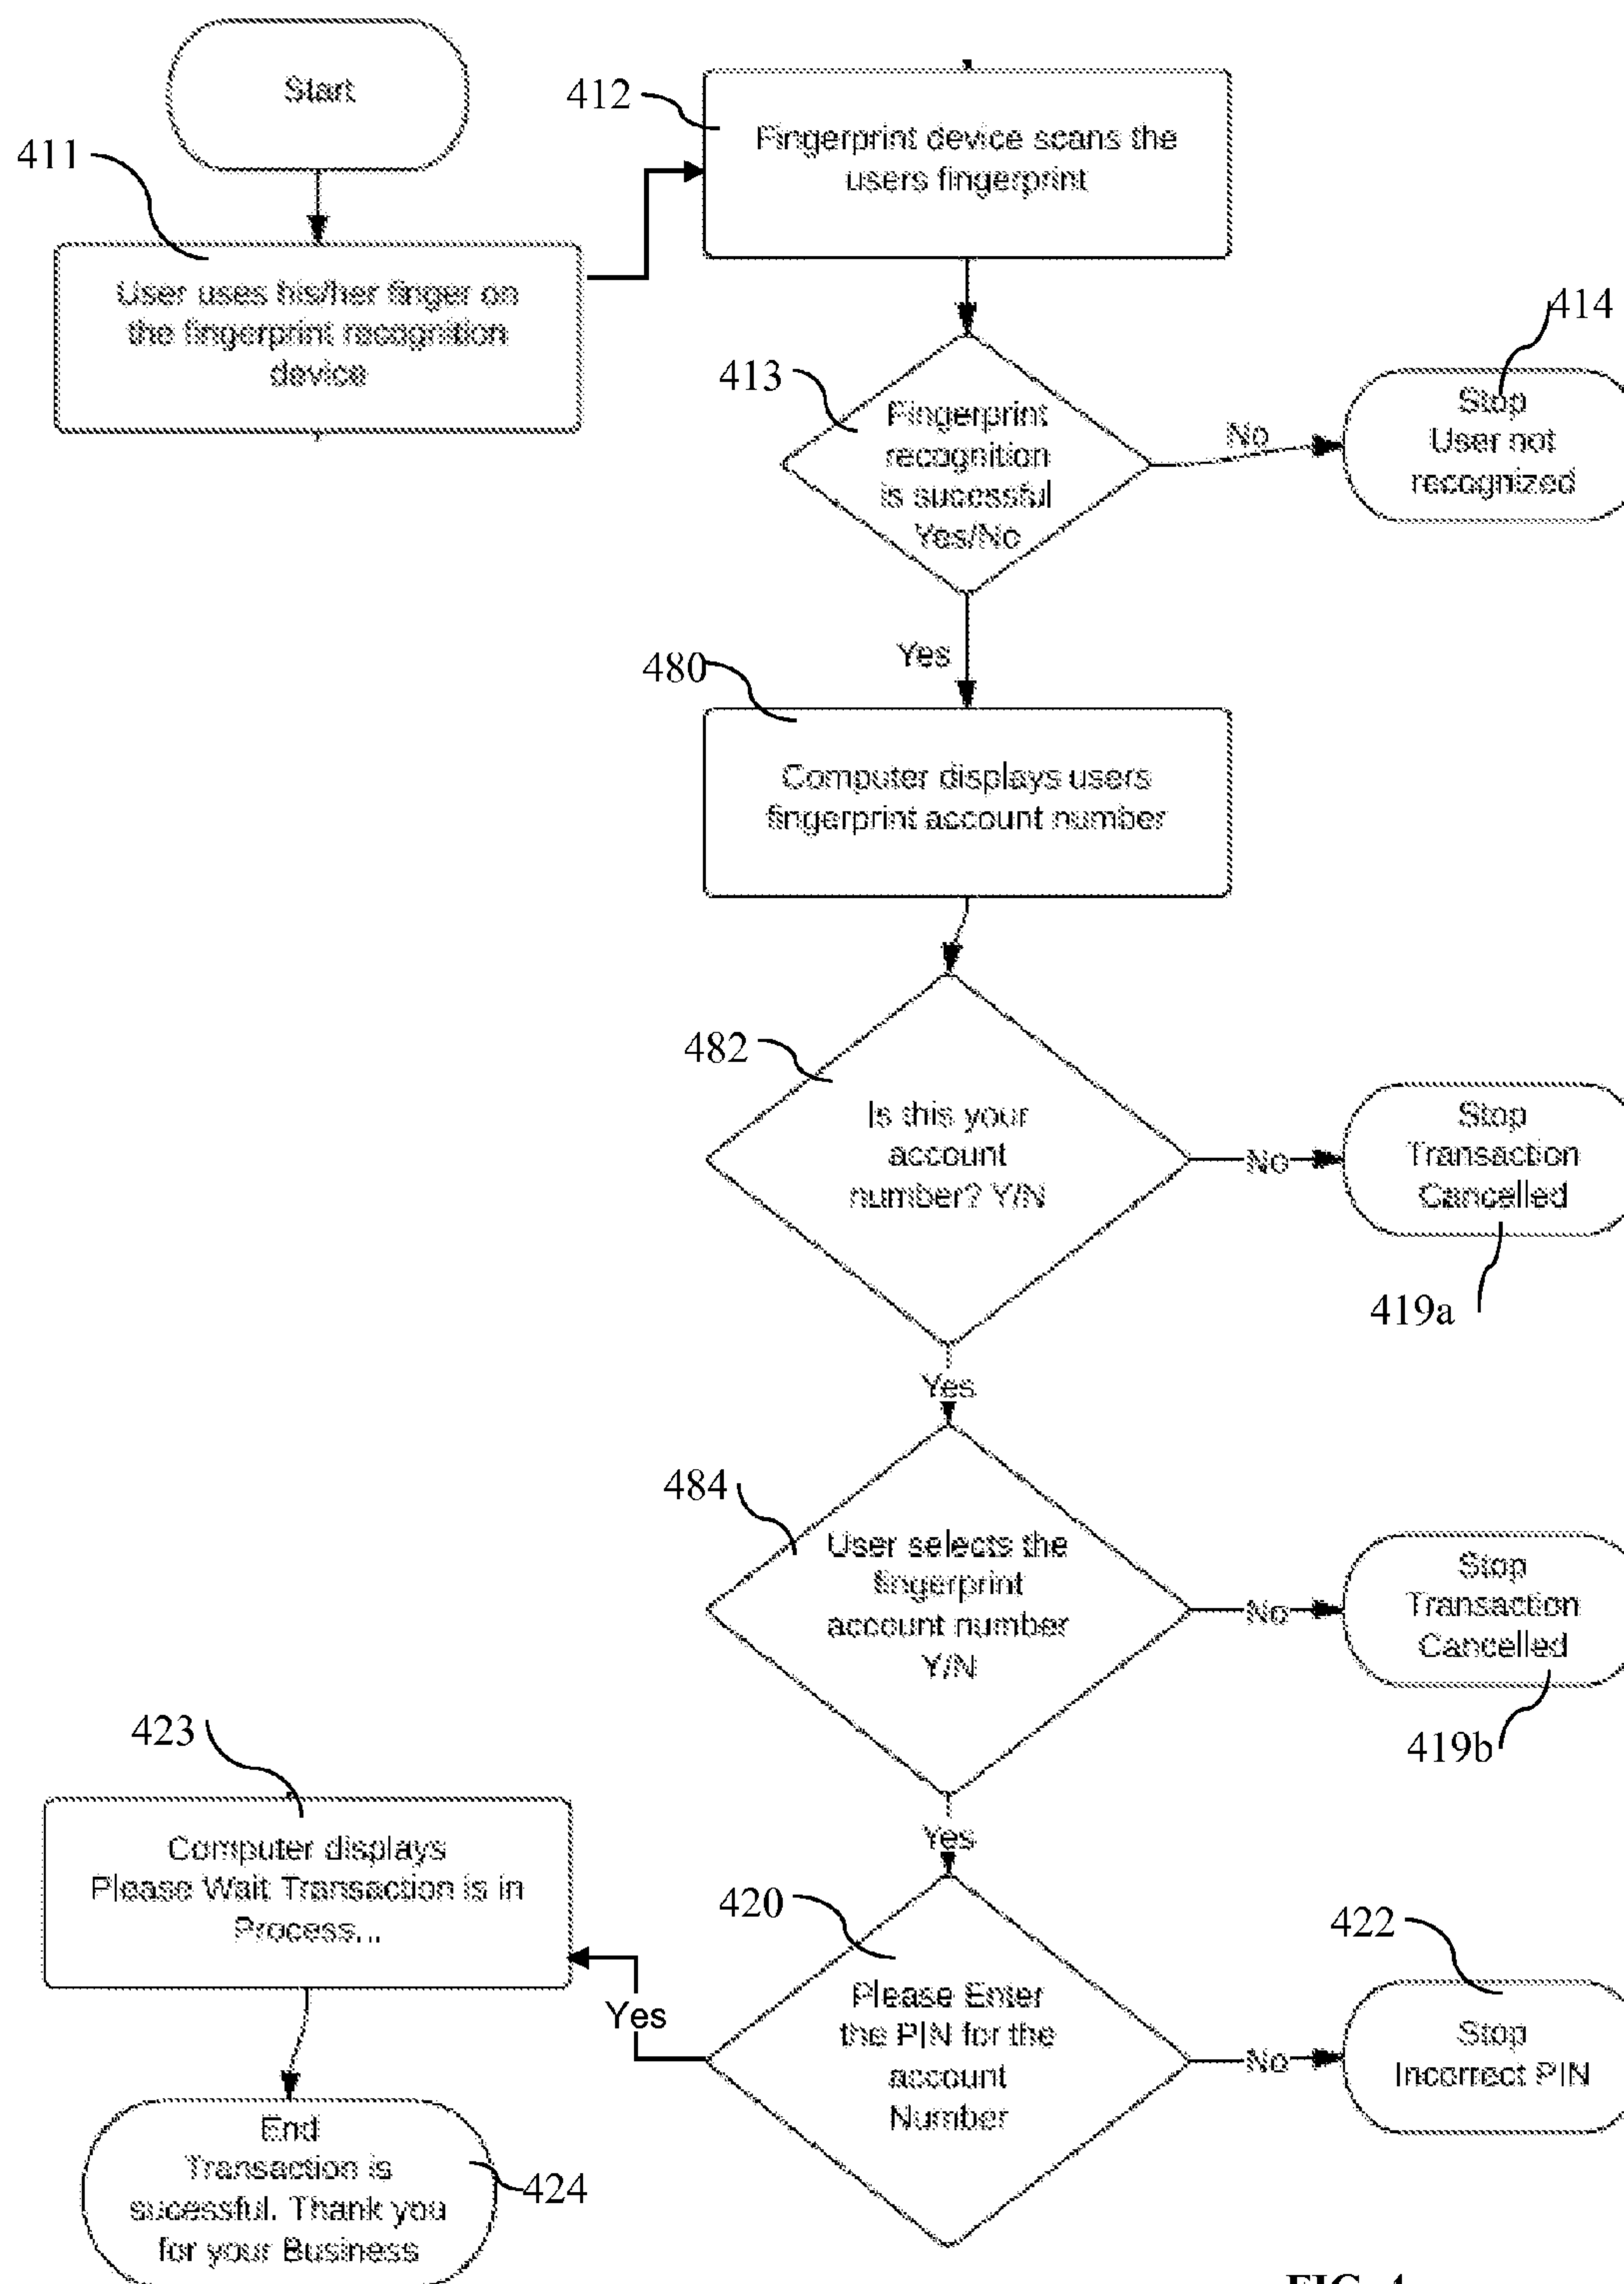 Start
411
User uses his/her finger on
the fingerprint recognition
device
412
Fingerprint device scans the
users fingerprint
413
Fingerprint
recognition
is sucessful
Yes/No
No
414
Stop
User not
recognized
Yes
480
Computer displays users
fingerprint account number
482
Is this your
account
number? Y/N
No
Stop
Transaction
Cancelled
419a
Yes
484
User selects the
fingerprint
account number
Y/N
No
Stop
Transaction
Cancelled
419b
Yes
420
Please Enter
the PIN for the
account
Number
No
422
Stop
Incorrect PIN
Yes
423
Computer displays
Please Wait Transaction is in
Process...
End
Transaction is
sucessful. Thank you
for your Business
424